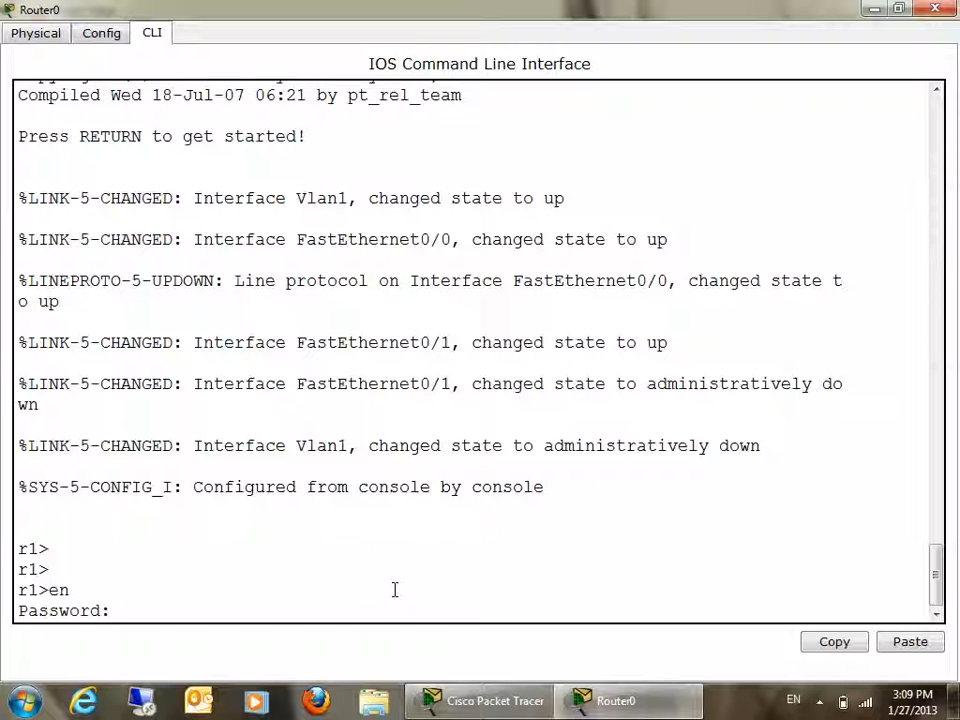 Router0
Physical
Config
CLI
IOS Command Line Interface
Compiled Wed 18-Jul-07 06:21 by pt_rel_team
Press RETURN to get started!
%LINK-5-CHANGED: Interface Vlan1, changed state to up
%LINK-5-CHANGED: Interface FastEthernet0/0, changed state to up
%LINEPROTO-5-UPDOWN: Line protocol on Interface FastEthernet0/0, changed state t
o up
%LINK-5-CHANGED: Interface FastEthernet0/1, changed state to up
%LINK-5-CHANGED: Interface FastEthernet0/1, changed state to administratively do
wn
%LINK-5-CHANGED: Interface Vlan1, changed state to administratively down
%SYS-5-CONFIG_I: Configured from console by console
r1>
r1>
r1>en
Password:
Copy
Paste
Cisco Packet Tracer
Router0
EN
3:09 PM
1/27/2013